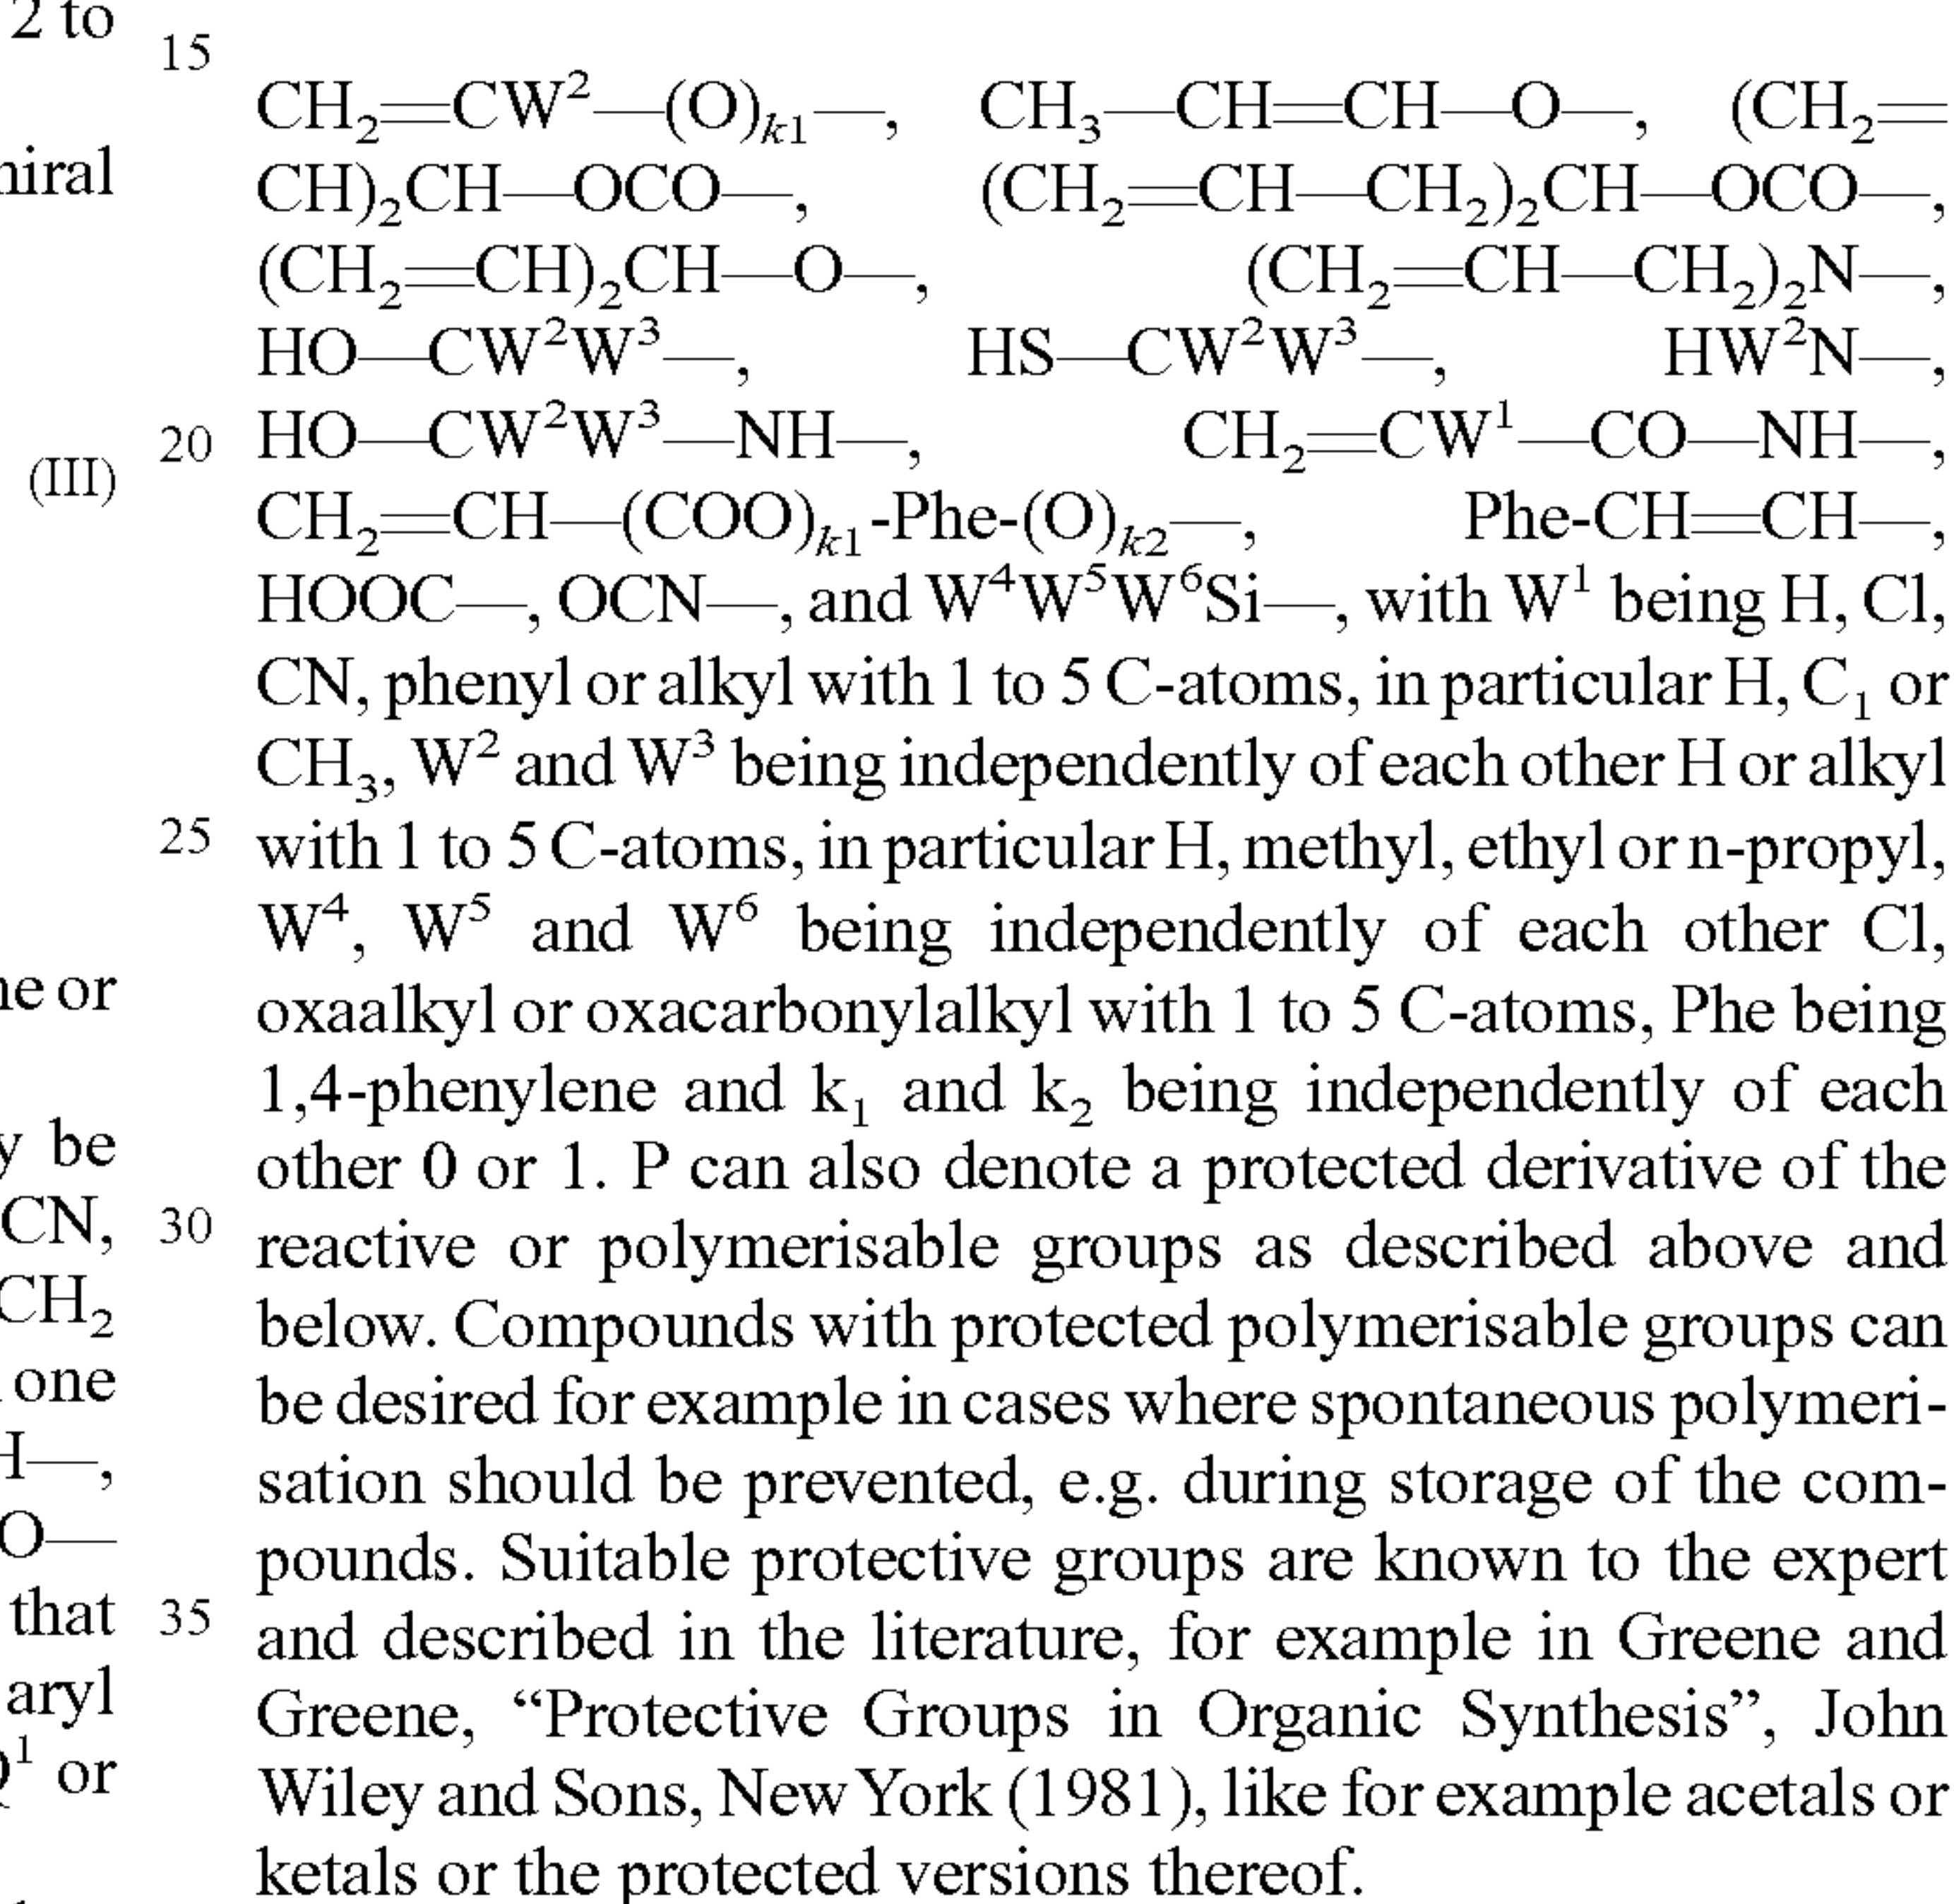 2 to
niral
(III)
ne or
y be
CN,
CH₂
one
H—,
O—
that
aryl
Q¹ or
15
20
25
30
35
CH₂=CW²—(O)ₖ₁—, CH₃—CH=CH—O—, (CH₂=
CH)₂CH—OCO—, (CH₂=CH—CH₂)₂CH—OCO—,
(CH₂=CH)₂CH—O—, (CH₂=CH—CH₂)₂N—,
HO—CW²W³—, HS—CW²W³—, HW²N—,
HO—CW²W³—NH—, CH₂=CW¹—CO—NH—,
CH₂=CH—(COO)ₖ₁-Phe-(O)ₖ₂—, Phe-CH=CH—,
HOOC—, OCN—, and W⁴W⁵W⁶Si—, with W¹ being H, Cl,
CN, phenyl or alkyl with 1 to 5 C-atoms, in particular H, C₁ or
CH₃, W² and W³ being independently of each other H or alkyl
with 1 to 5 C-atoms, in particular H, methyl, ethyl or n-propyl,
W⁴, W⁵ and W⁶ being independently of each other Cl,
oxaalkyl or oxacarbonylalkyl with 1 to 5 C-atoms, Phe being
1,4-phenylene and k₁ and k₂ being independently of each
other 0 or 1. P can also denote a protected derivative of the
reactive or polymerisable groups as described above and
below. Compounds with protected polymerisable groups can
be desired for example in cases where spontaneous polymeri-
sation should be prevented, e.g. during storage of the com-
pounds. Suitable protective groups are known to the expert
and described in the literature, for example in Greene and
Greene, “Protective Groups in Organic Synthesis”, John
Wiley and Sons, New York (1981), like for example acetals or
ketals or the protected versions thereof.